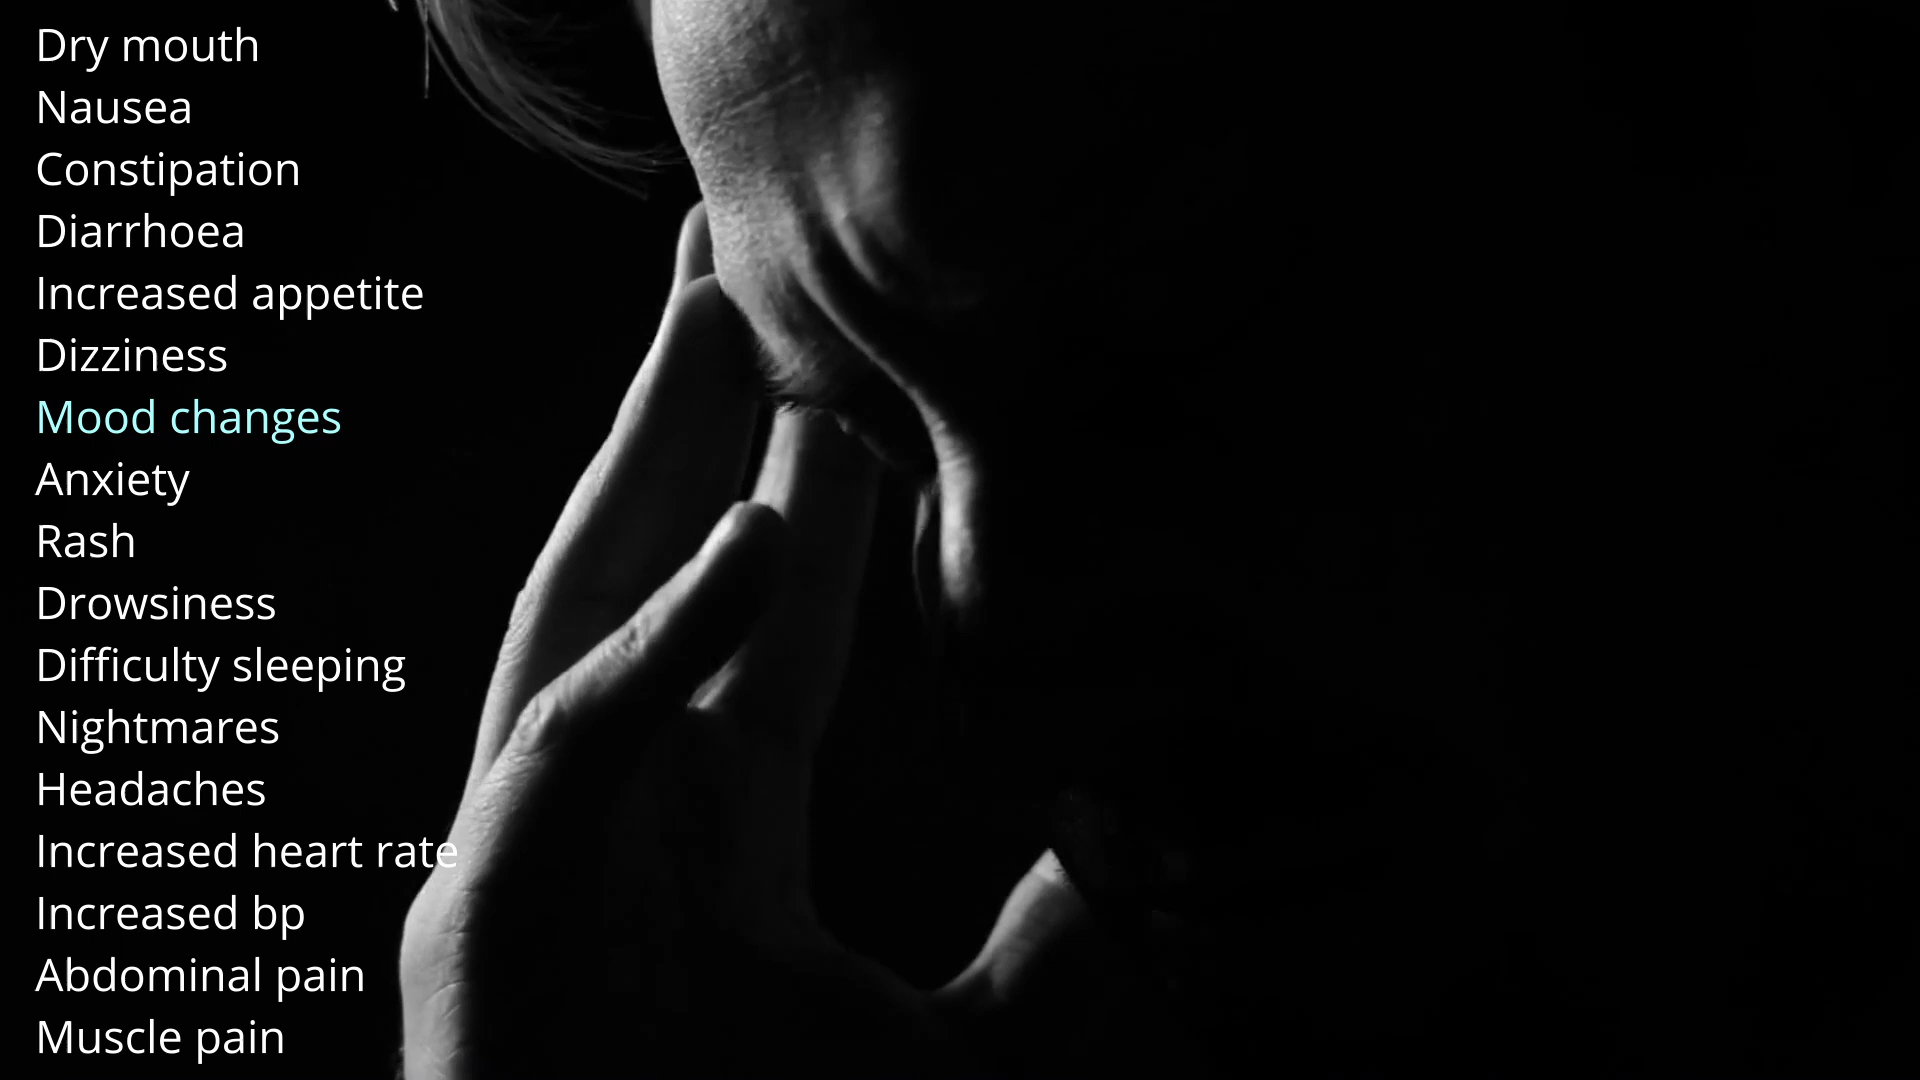 Dry mouth
Nausea
Constipation
Diarrhoea
Increased appetite
Dizziness
Mood changes
Anxiety
Rash
Drowsiness
Difficulty sleeping
Nightmares
Headaches
Increased heart rate
Increased bp
Abdominal pain
Muscle pain